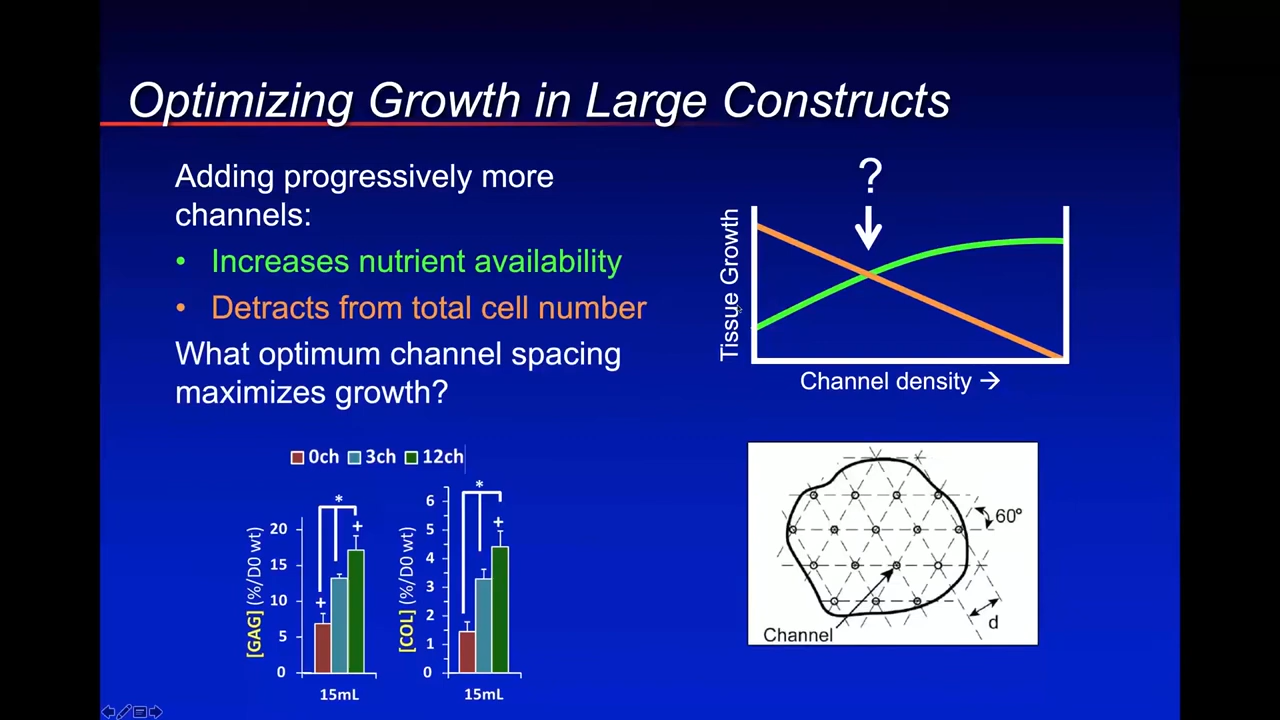 Optimizing Growth in Large Constructs
Adding progressively more
channels:
• Increases nutrient availability
• Detracts from total cell number
What optimum channel spacing
maximizes growth?
?
Tissue Growth
Channel density →
0ch 3ch 12ch
[GAG] (%/D0 wt)
20
15
10
5
0
*
+
+
15mL
[COL] (%/D0 wt)
6
5
4
3
2
1
0
*
+
15mL
60°
d
Channel